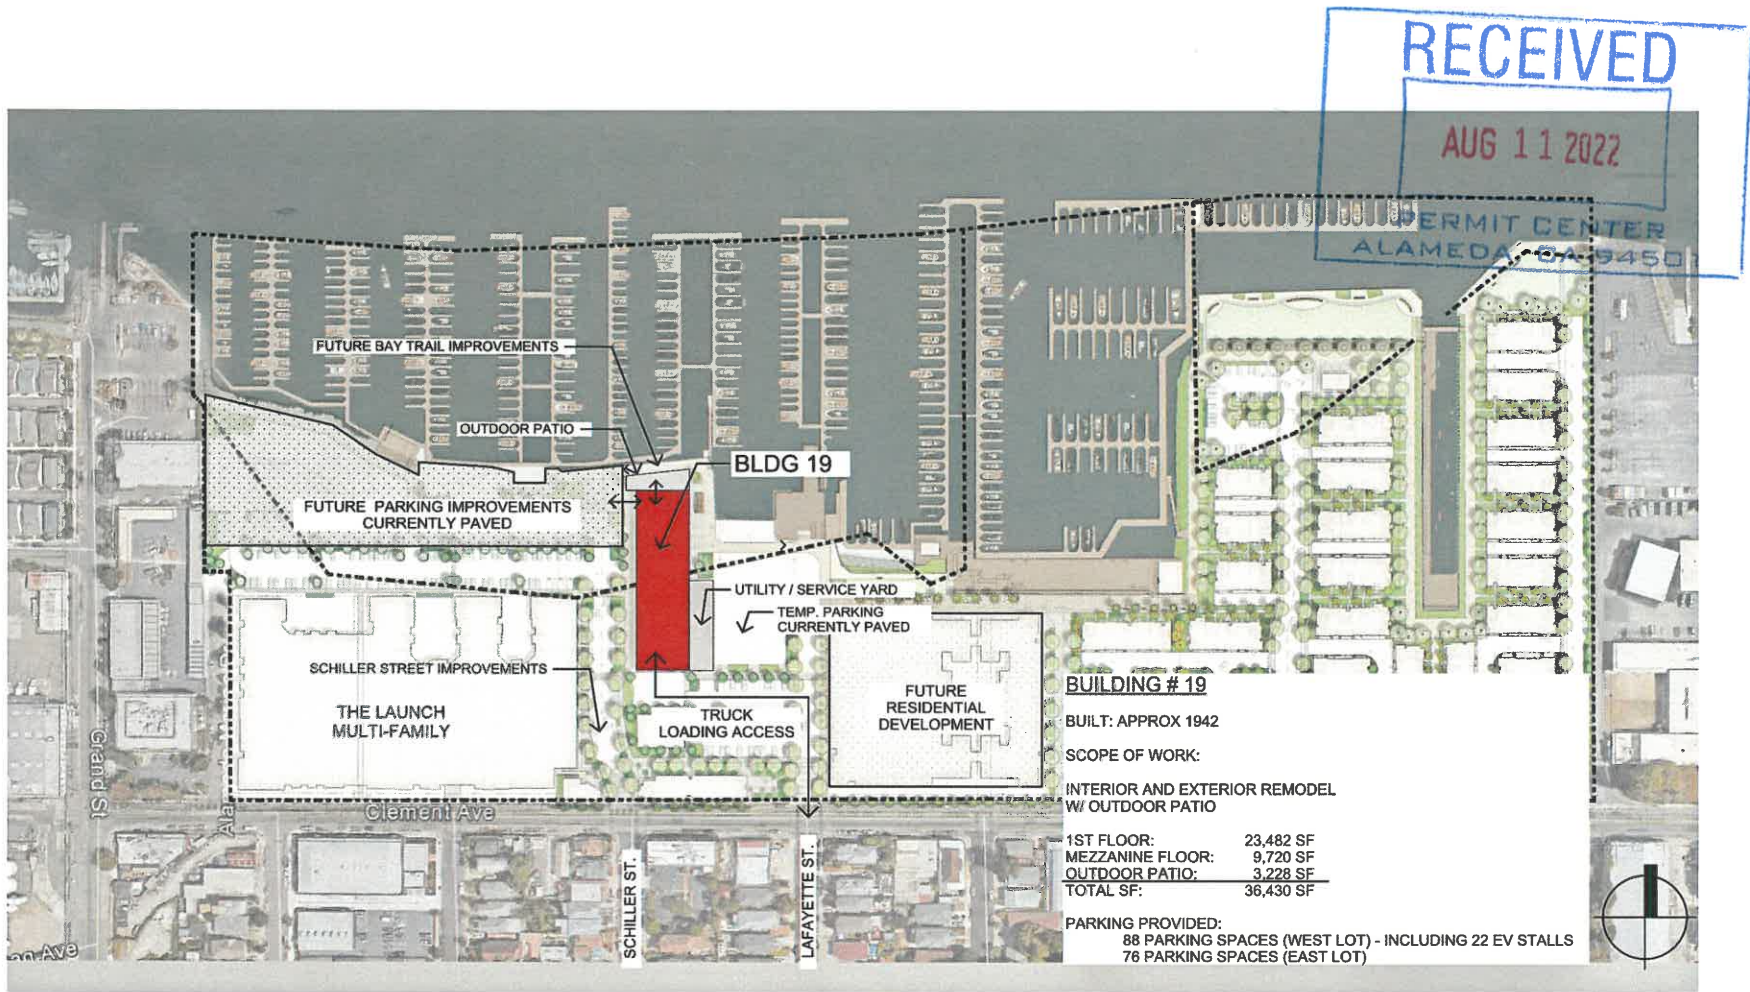 RECEIVED
AUG 11 2022
PERMIT CENTER
ALAMEDA, CA 9450
FUTURE BAY TRAIL IMPROVEMENTS
OUTDOOR PATIO
BLDG 19
FUTURE PARKING IMPROVEMENTS
CURRENTLY PAVED
UTILITY / SERVICE YARD
TEMP. PARKING
CURRENTLY PAVED
SCHILLER STREET IMPROVEMENTS
THE LAUNCH
MULTI-FAMILY
TRUCK
LOADING ACCESS
FUTURE
RESIDENTIAL
DEVELOPMENT
Grand St
Ala
Clement Ave
SCHILLER ST.
LAFAYETTE ST.
an Ave
BUILDING # 19
BUILT: APPROX 1942
SCOPE OF WORK:
INTERIOR AND EXTERIOR REMODEL
W/ OUTDOOR PATIO
1ST FLOOR: 23,482 SF
MEZZANINE FLOOR: 9,720 SF
OUTDOOR PATIO: 3,228 SF
TOTAL SF: 36,430 SF
PARKING PROVIDED:
88 PARKING SPACES (WEST LOT) - INCLUDING 22 EV STALLS
76 PARKING SPACES (EAST LOT)